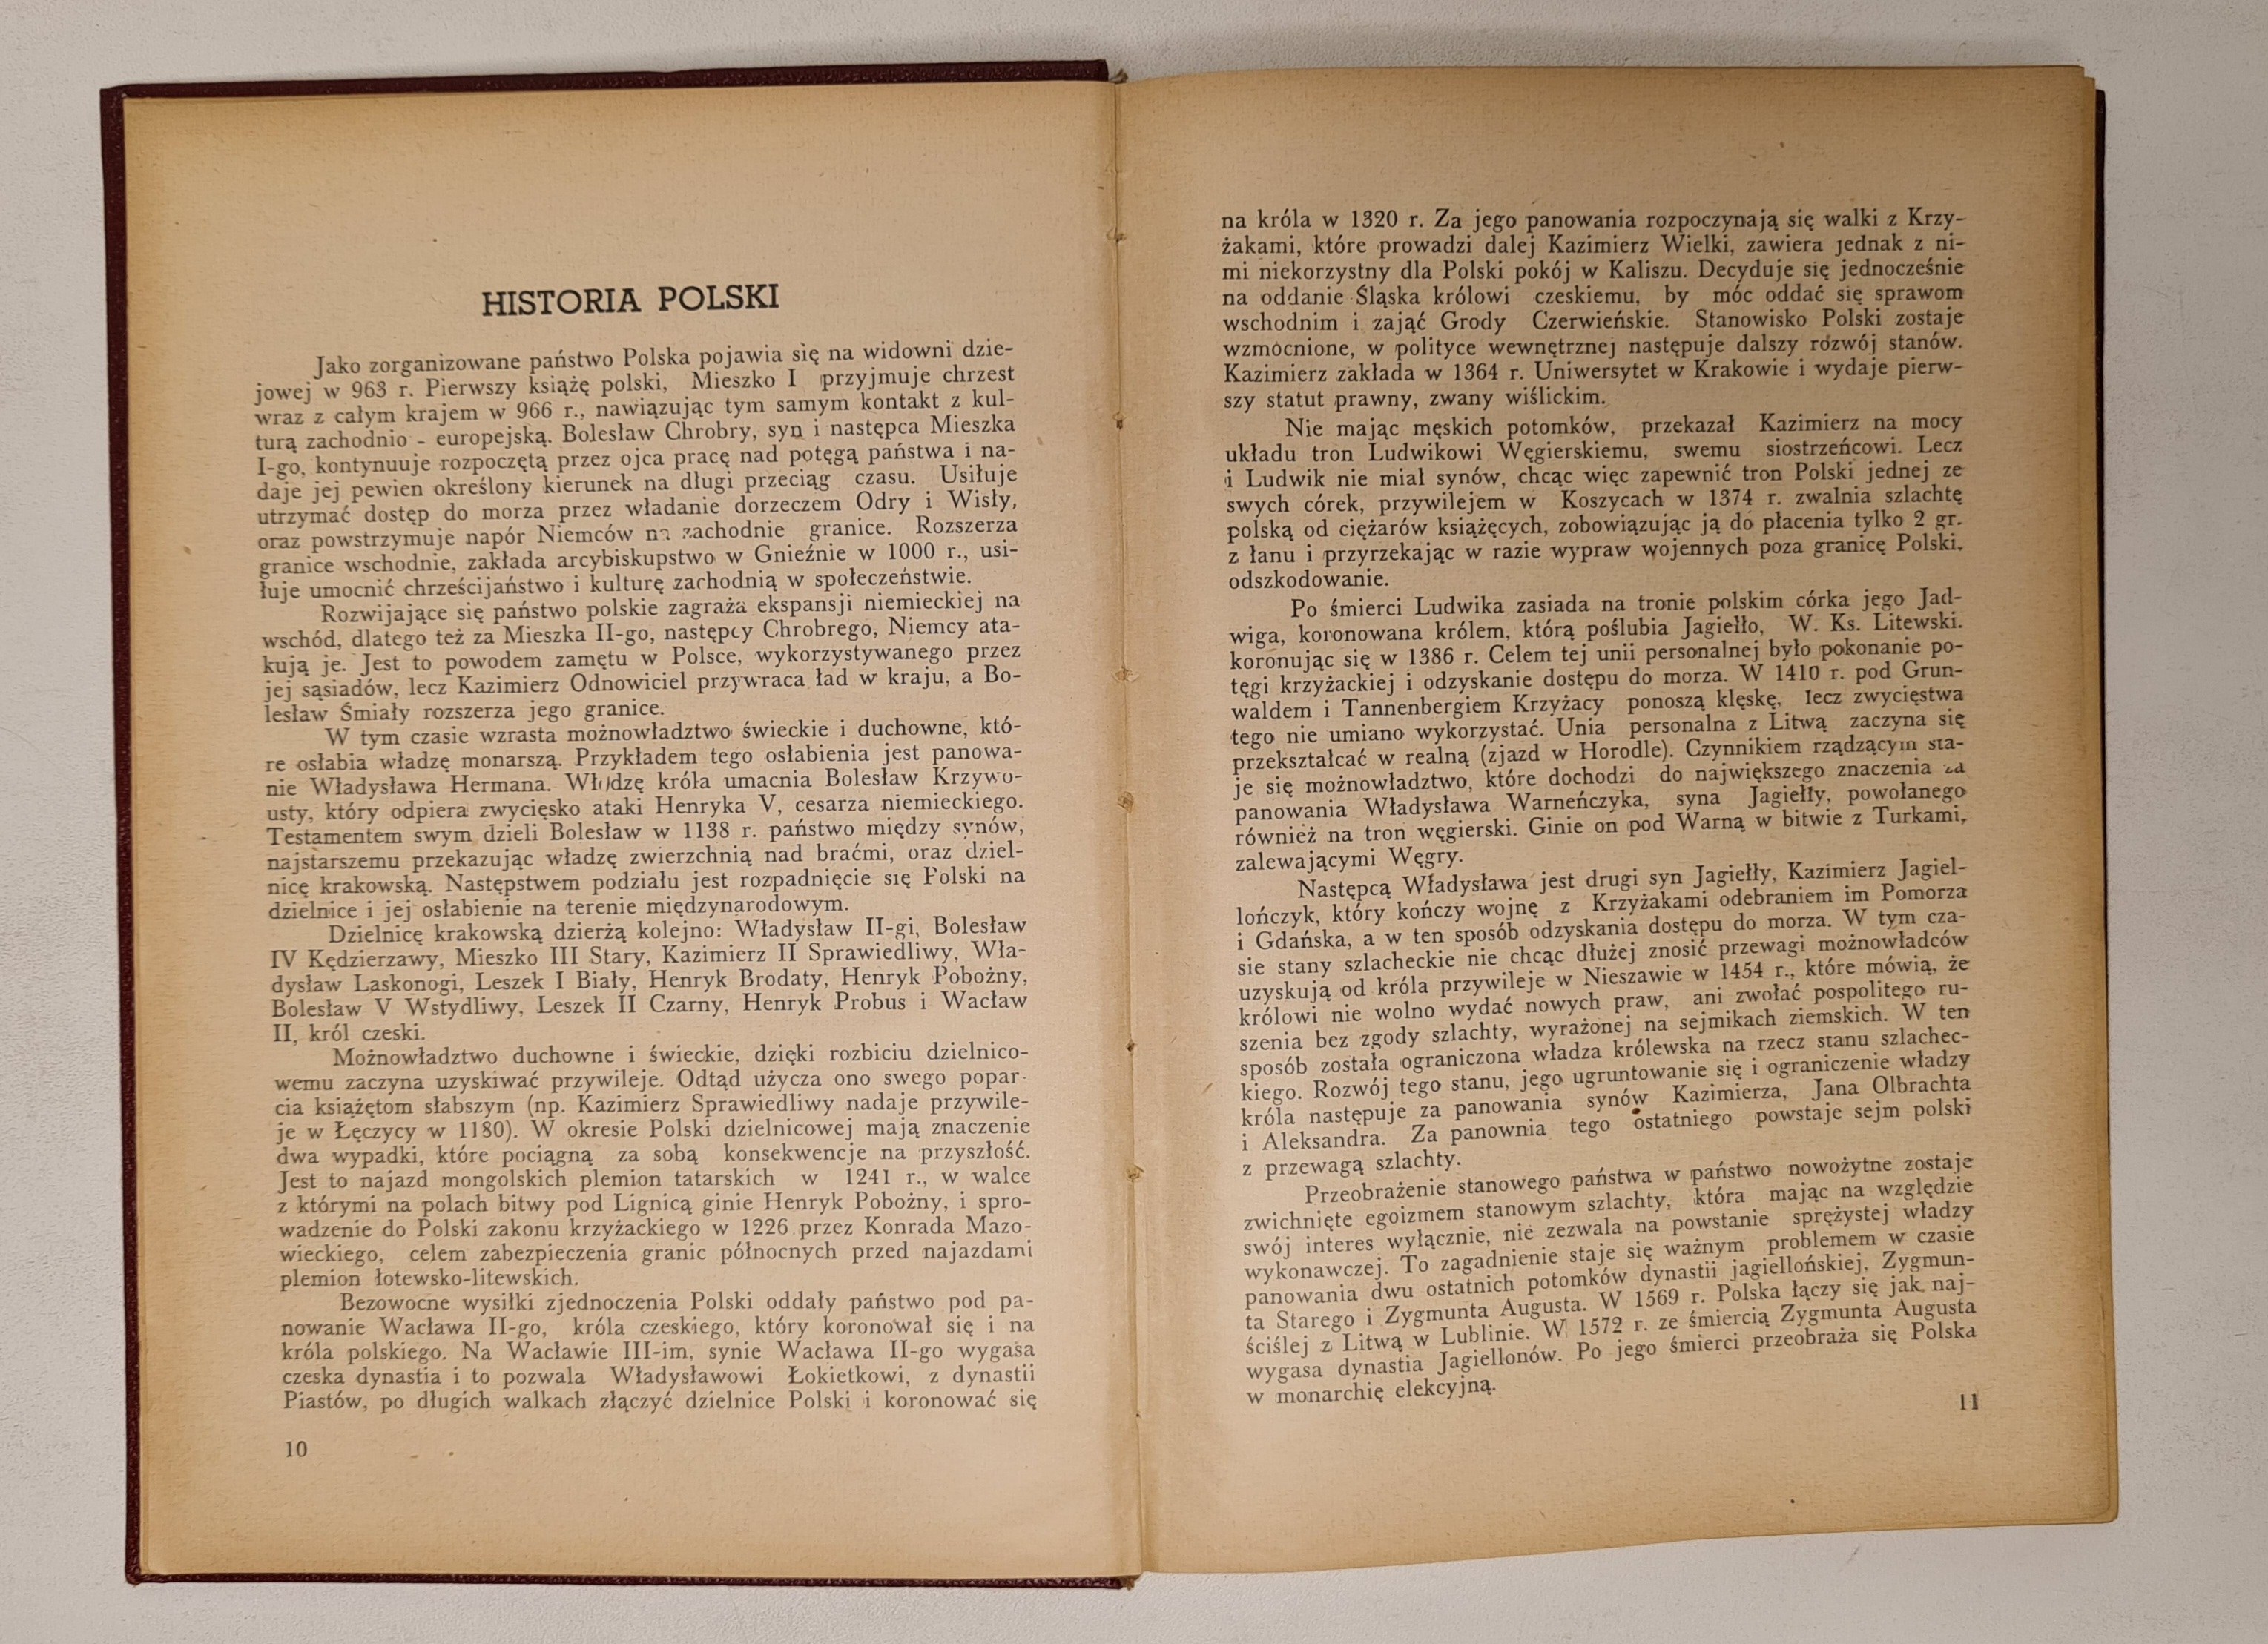 HISTORIA POLSKI
Jako zorganizowane państwo Polska pojawia się na widowni dzie-
jowej w 963 r. Pierwszy książę polski, Mieszko I przyjmuje chrzest
wraz z całym krajem w 966 r., nawiązując tym samym kontakt z kul-
turą zachodnio - europejską. Bolesław Chrobry, syn i następca Mieszka
I-go, kontynuuje rozpoczętą przez ojca pracę nad potęgą państwa i na-
daje jej pewien określony kierunek na długi przeciąg czasu. Usiłuje
utrzymać dostęp do morza przez władanie dorzeczem Odry i Wisły,
oraz powstrzymuje napór Niemców na zachodnie granice. Rozszerza
granice wschodnie, zakłada arcybiskupstwo w Gnieźnie w 1000 r., usi-
łuje umocnić chrześcijaństwo i kulturę zachodnią w społeczeństwie.
Rozwijające się państwo polskie zagraża ekspansji niemieckiej na
wschód, dlatego też za Mieszka II-go, następcy Chrobrego, Niemcy ata-
kują je. Jest to powodem zamętu w Polsce, wykorzystywanego przez
jej sąsiadów, lecz Kazimierz Odnowiciel przywraca ład w kraju, a Bo-
lesław Śmiały rozszerza jego granice.
W tym czasie wzrasta możnowładztwo świeckie i duchowne, któ-
re osłabia władzę monarszą. Przykładem tego osłabienia jest panowa-
nie Władysława Hermana. Włodzę króla umacnia Bolesław Krzywo-
usty, który odpiera zwycięsko ataki Henryka V, cesarza niemieckiego.
Testamentem swym dzieli Bolesław w 1138 r. państwo między synów,
najstarszemu przekazując władzę zwierzchnią nad braćmi, oraz dziel-
nicę krakowską. Następstwem podziału jest rozpadnięcie się Polski na
dzielnice i jej osłabienie na terenie międzynarodowym.
Dzielnicę krakowską dzierżą kolejno: Władysław II-gi, Bolesław
IV Kędzierzawy, Mieszko III Stary, Kazimierz II Sprawiedliwy, Wła-
dysław Laskonogi, Leszek I Biały, Henryk Brodaty, Henryk Pobożny,
Bolesław V Wstydliwy, Leszek II Czarny, Henryk Probus i Wacław
II, król czeski.
Możnowładztwo duchowne i świeckie, dzięki rozbiciu dzielnico-
wemu zaczyna uzyskiwać przywileje. Odtąd użycza ono swego popar-
cia książętom słabszym (np. Kazimierz Sprawiedliwy nadaje przywile-
je w Łęczycy w 1180). W okresie Polski dzielnicowej mają znaczenie
dwa wypadki, które pociągną za sobą konsekwencje na przyszłość.
Jest to najazd mongolskich plemion tatarskich w 1241 r., w walce
z którymi na polach bitwy pod Lignicą ginie Henryk Pobożny, i spro-
wadzenie do Polski zakonu krzyżackiego w 1226 przez Konrada Mazo-
wieckiego, celem zabezpieczenia granic północnych przed najazdami
plemion łotewsko-litewskich.
Bezowocne wysiłki zjednoczenia Polski oddały państwo pod pa-
nowanie Wacława II-go, króla czeskiego, który koronował się i na
króla polskiego. Na Wacławie III-im, synie Wacława II-go wygasa
czeska dynastia i to pozwala Władysławowi Łokietkowi, z dynastii
Piastów, po długich walkach złączyć dzielnice Polski i koronować się
10
na króla w 1320 r. Za jego panowania rozpoczynają się walki z Krzy-
żakami, które prowadzi dalej Kazimierz Wielki, zawiera jednak z ni-
mi niekorzystny dla Polski pokój w Kaliszu. Decyduje się jednocześnie
na oddanie Śląska królowi czeskiemu, by móc oddać się sprawom
wschodnim i zająć Grody Czerwieńskie. Stanowisko Polski zostaje
wzmocnione, w polityce wewnętrznej następuje dalszy rozwój stanów.
Kazimierz zakłada w 1364 r. Uniwersytet w Krakowie i wydaje pierw-
szy statut prawny, zwany wiślickim.
Nie mając męskich potomków, przekazał Kazimierz na mocy
układu tron Ludwikowi Węgierskiemu, swemu siostrzeńcowi. Lecz
i Ludwik nie miał synów, chcąc więc zapewnić tron Polski jednej ze
swych córek, przywilejem w Koszycach w 1374 r. zwalnia szlachtę
polską od ciężarów książęcych, zobowiązując ją do płacenia tylko 2 gr.
z łanu i przyrzekając w razie wypraw wojennych poza granicę Polski,
odszkodowanie.
Po śmierci Ludwika zasiada na tronie polskim córka jego Jad-
wiga, koronowana królem, którą poślubia Jagiełło, W. Ks. Litewski.
koronując się w 1386 r. Celem tej unii personalnej było pokonanie po-
tęgi krzyżackiej i odzyskanie dostępu do morza. W 1410 r. pod Grun-
waldem i Tannenbergiem Krzyżacy ponoszą klęskę, lecz zwycięstwa
tego nie umiano wykorzystać. Unia personalna z Litwą zaczyna się
przekształcać w realną (zjazd w Horodle). Czynnikiem rządzącym sta-
je się możnowładztwo, które dochodzi do największego znaczenia za
panowania Władysława Warneńczyka, syna Jagiełły, powołanego
również na tron węgierski. Ginie on pod Warną w bitwie z Turkami,
zalewającymi Węgry.
Następcą Władysława jest drugi syn Jagiełły, Kazimierz Jagiel-
lończyk, który kończy wojnę z Krzyżakami odebraniem im Pomorza
i Gdańska, a w ten sposób odzyskania dostępu do morza. W tym cza-
sie stany szlacheckie nie chcąc dłużej znosić przewagi możnowładców
uzyskują od króla przywileje w Nieszawie w 1454 r., które mówią, że
królowi nie wolno wydać nowych praw, ani zwołać pospolitego ru-
szenia bez zgody szlachty, wyrażonej na sejmikach ziemskich. W ten
sposób została ograniczona władza królewska na rzecz stanu szlachec-
kiego. Rozwój tego stanu, jego ugruntowanie się i ograniczenie władzy
króla następuje za panowania synów Kazimierza, Jana Olbrachta
i Aleksandra. Za panownia tego ostatniego powstaje sejm polski
z przewagą szlachty.
Przeobrażenie stanowego państwa w państwo nowożytne zostaje
zwichnięte egoizmem stanowym szlachty, która mając na względzie
swój interes wyłącznie, nie zezwala na powstanie sprężystej władzy
wykonawczej. To zagadnienie staje się ważnym problemem w czasie
panowania dwu ostatnich potomków dynastii jagiellońskiej, Zygmun-
ta Starego i Zygmunta Augusta. W 1569 r. Polska łączy się jak naj-
ściślej z Litwą w Lublinie. W 1572 r. ze śmiercią Zygmunta Augusta
wygasa dynastia Jagiellonów. Po jego śmierci przeobraża się Polska
w monarchię elekcyjną.
11